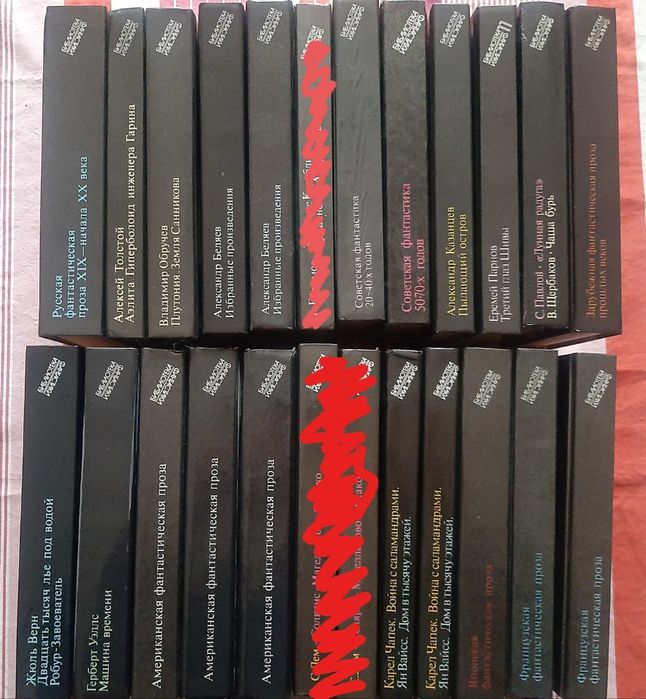 Русская
фантастическая
проза XIX–начала XX века
Алексей Толстой
Аэлита Гиперболоид инженера Гарина
Владимир Обручев
Плутония Земля Санникова
Александр Беляев
Избранные произведения
Александр Беляев
Избранные произведения
Советская фантастика
20-40-х годов
Советская фантастика
5070-х годов
Александр Казанцев
Пылающий остров
Еремей Парнов
Третий глаз Шивы
С. Павлов • «Лунная радуга»
В. Щербаков • Чаша бурь
Зарубежная фантастическая проза
прошлых веков
Жюль Верн
Двадцать тысяч лье под водой
Робур-Завоеватель
Герберт Уэллс
Машина времени
Американская фантастическая проза
Американская фантастическая проза
Американская фантастическая проза
С. Лем
Карел Чапек. Война с саламандрами.
Ян Вайсс. Дом в тысячу этажей.
Карел Чапек. Война с саламандрами.
Ян Вайсс. Дом в тысячу этажей.
Японская
фантастическая проза
Французская
фантастическая проза
Французская
фантастическая проза